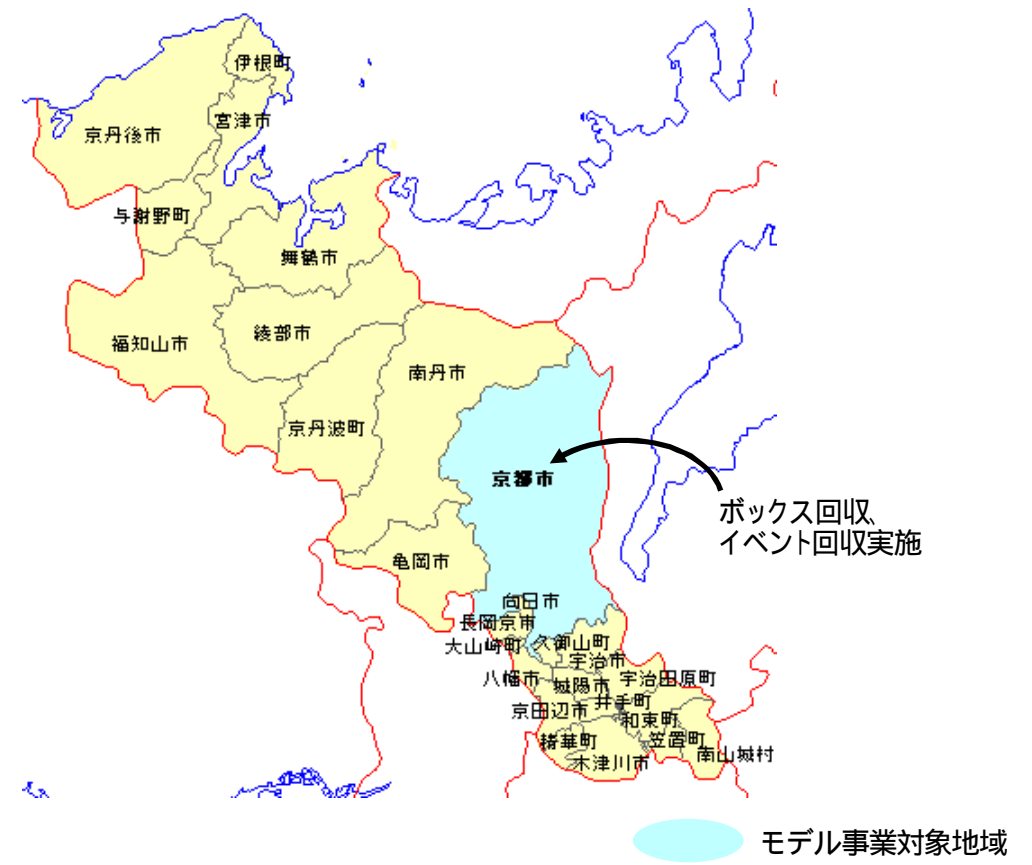 伊根町
宮津市
京丹後市
与謝野町
舞鶴市
綾部市
福知山市
南丹市
京丹波町
京都市
ボックス回収、
イベント回収実施
亀岡市
向日市
長岡京市
大山崎町
久御山町
宇治市
八幡市
城陽市
宇治田原町
京田辺市
井手町
和束町
精華町
笠置町
木津川市
南山城村
モデル事業対象地域